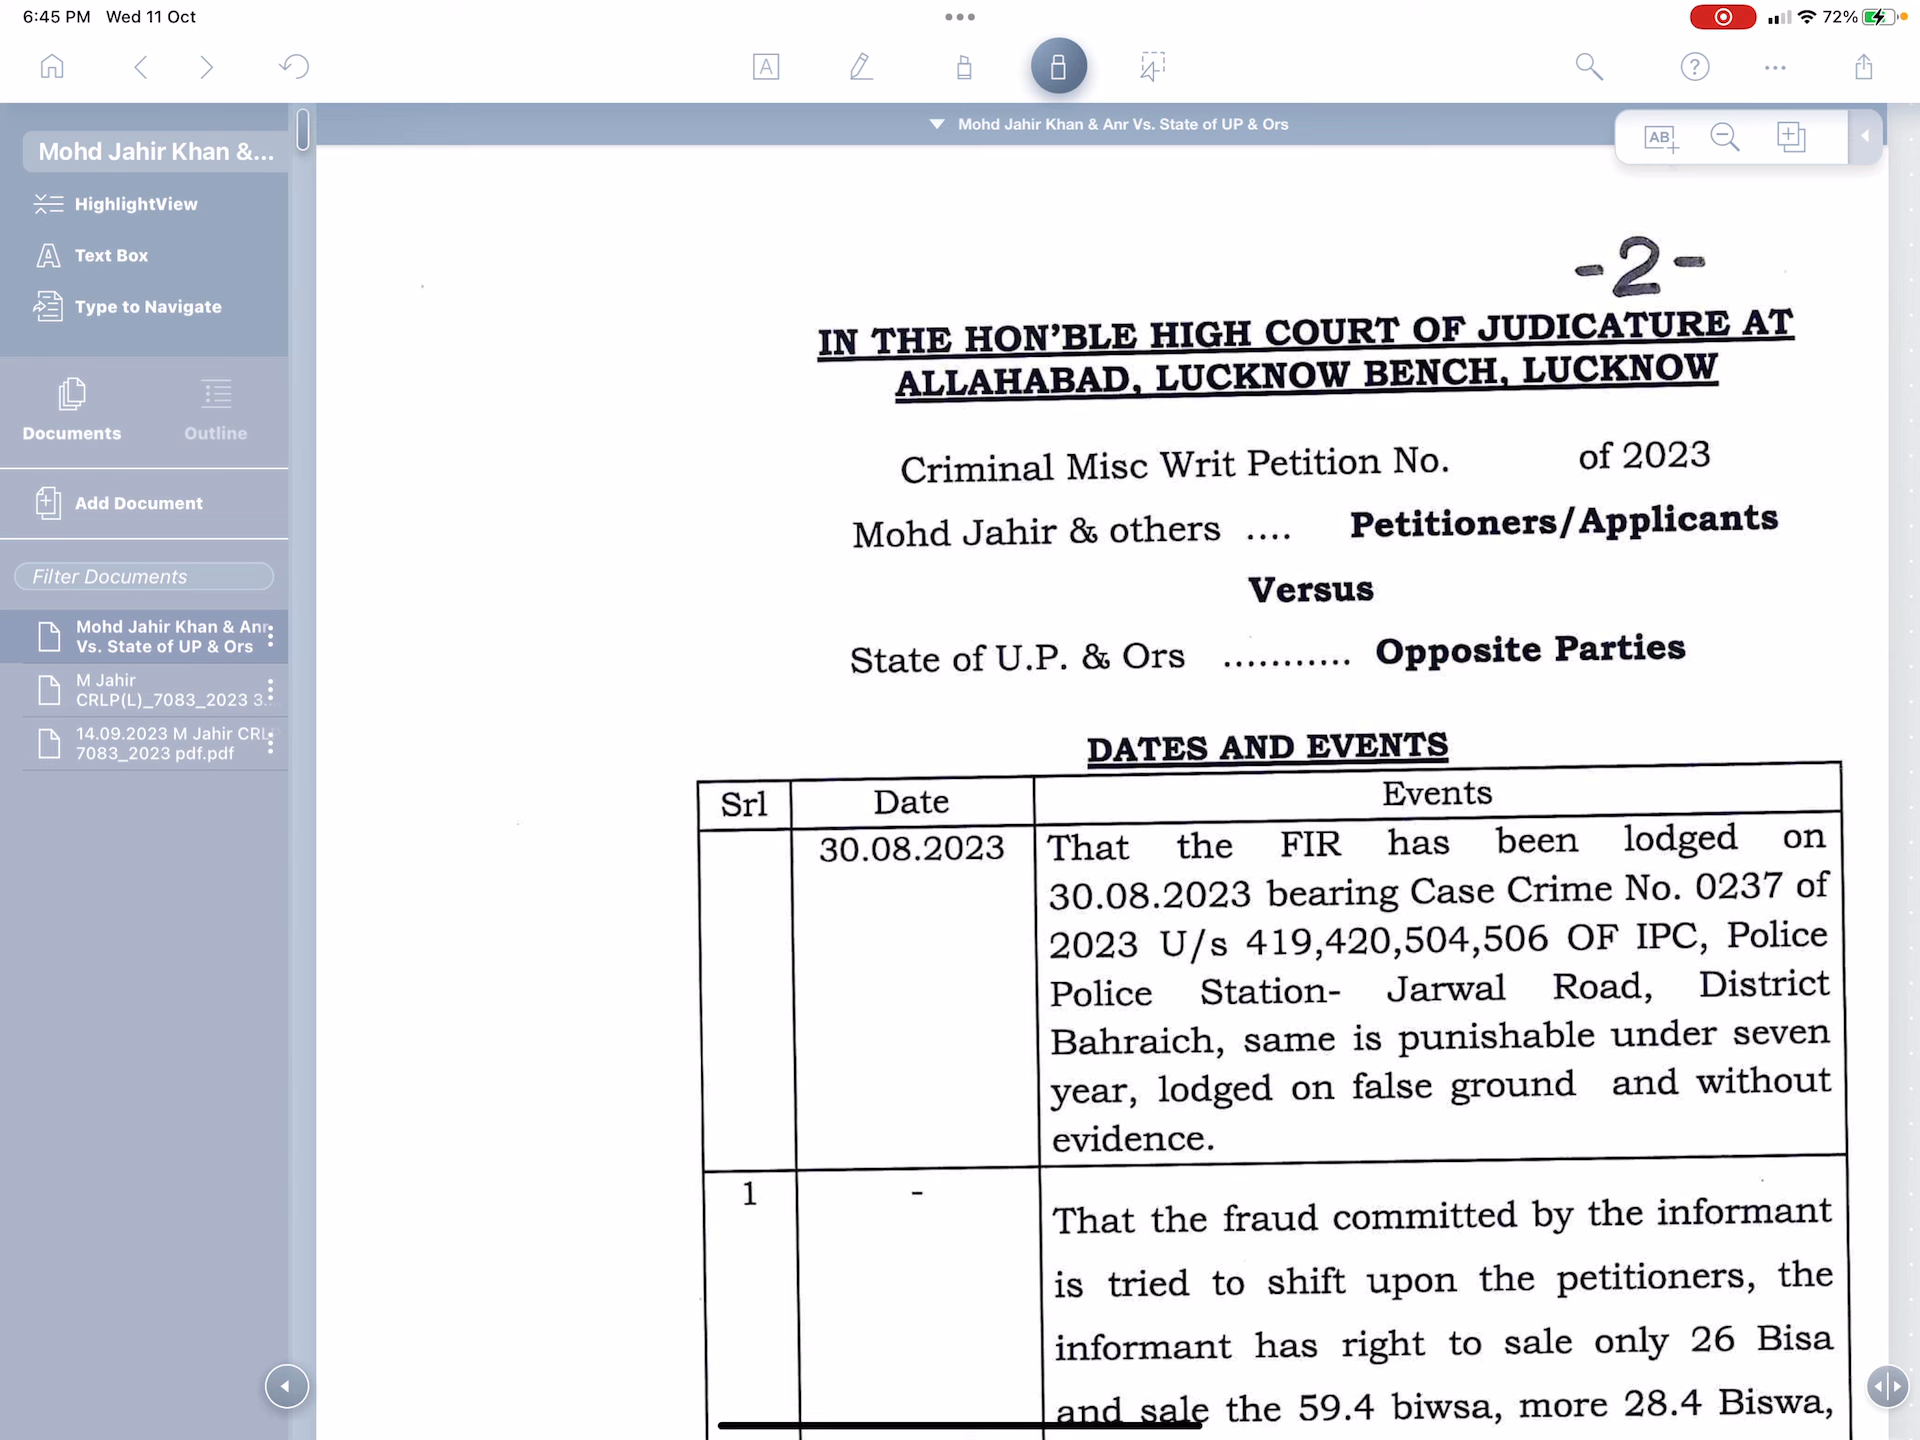 6:45 PM Wed 11 Oct
72%
Mohd Jahir Khan & Anr Vs. State of UP & Ors
Mohd Jahir Khan &...
HighlightView
Text Box
Type to Navigate
Documents
Outline
Add Document
Filter Documents
Mohd Jahir Khan & Anr
Vs. State of UP & Ors
M Jahir
CRLP(L)_7083_2023 3...
14.09.2023 M Jahir CRL
7083_2023 pdf.pdf
A
AB
-2-
IN THE HON'BLE HIGH COURT OF JUDICATURE AT
ALLAHABAD, LUCKNOW BENCH, LUCKNOW
Criminal Misc Writ Petition No. of 2023
Mohd Jahir & others .... Petitioners/Applicants
Versus
State of U.P. & Ors ........... Opposite Parties
DATES AND EVENTS
Srl Date Events
30.08.2023 That the FIR has been lodged on
30.08.2023 bearing Case Crime No. 0237 of
2023 U/s 419,420,504,506 OF IPC, Police
Police Station- Jarwal Road, District
Bahraich, same is punishable under seven
year, lodged on false ground and without
evidence.
1 - That the fraud committed by the informant
is tried to shift upon the petitioners, the
informant has right to sale only 26 Bisa
and sale the 59.4 biwsa, more 28.4 Biswa,